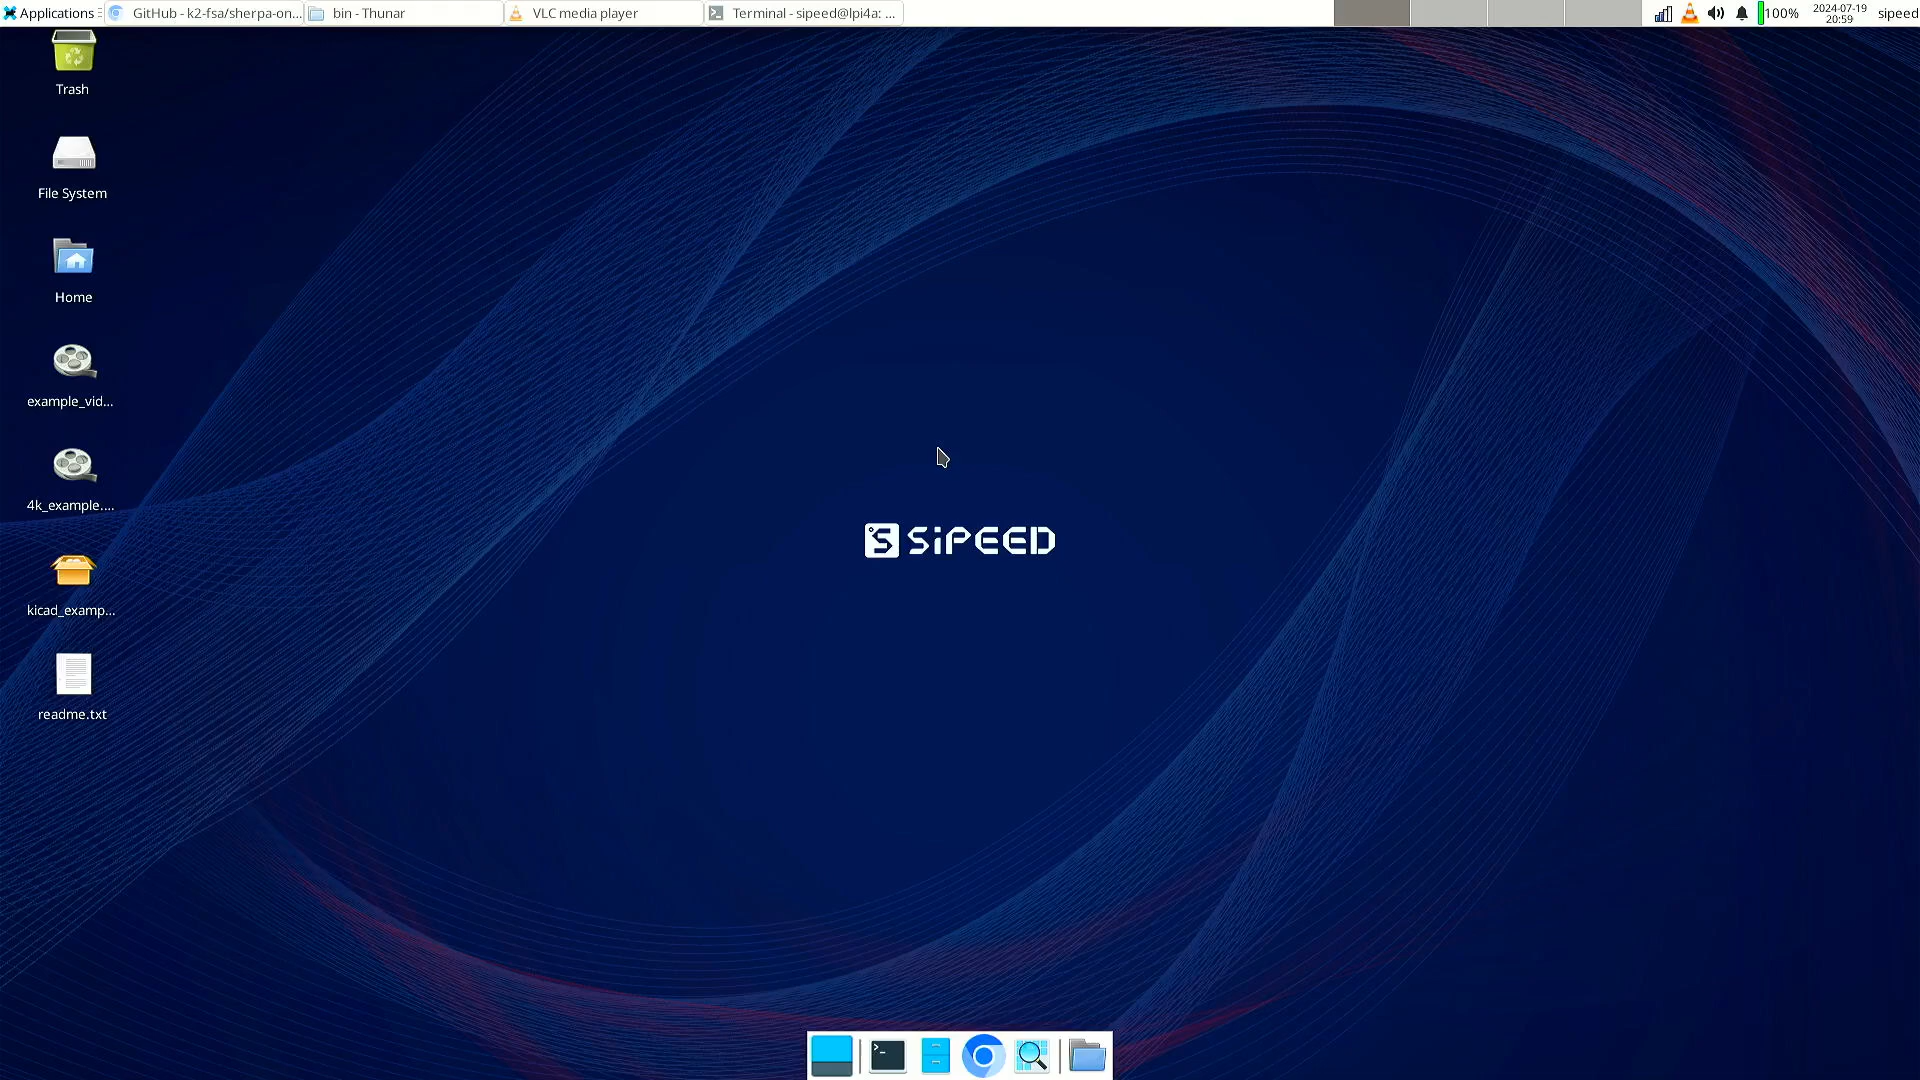 Applications
GitHub - k2-fsa/sherpa-on...
bin - Thunar
VLC media player
Terminal - sipeed@lpi4a: ...
100%
2024-07-19
20:59
sipeed
Trash
File System
Home
example_vid...
4k_example....
kicad_examp...
readme.txt
SiPEED